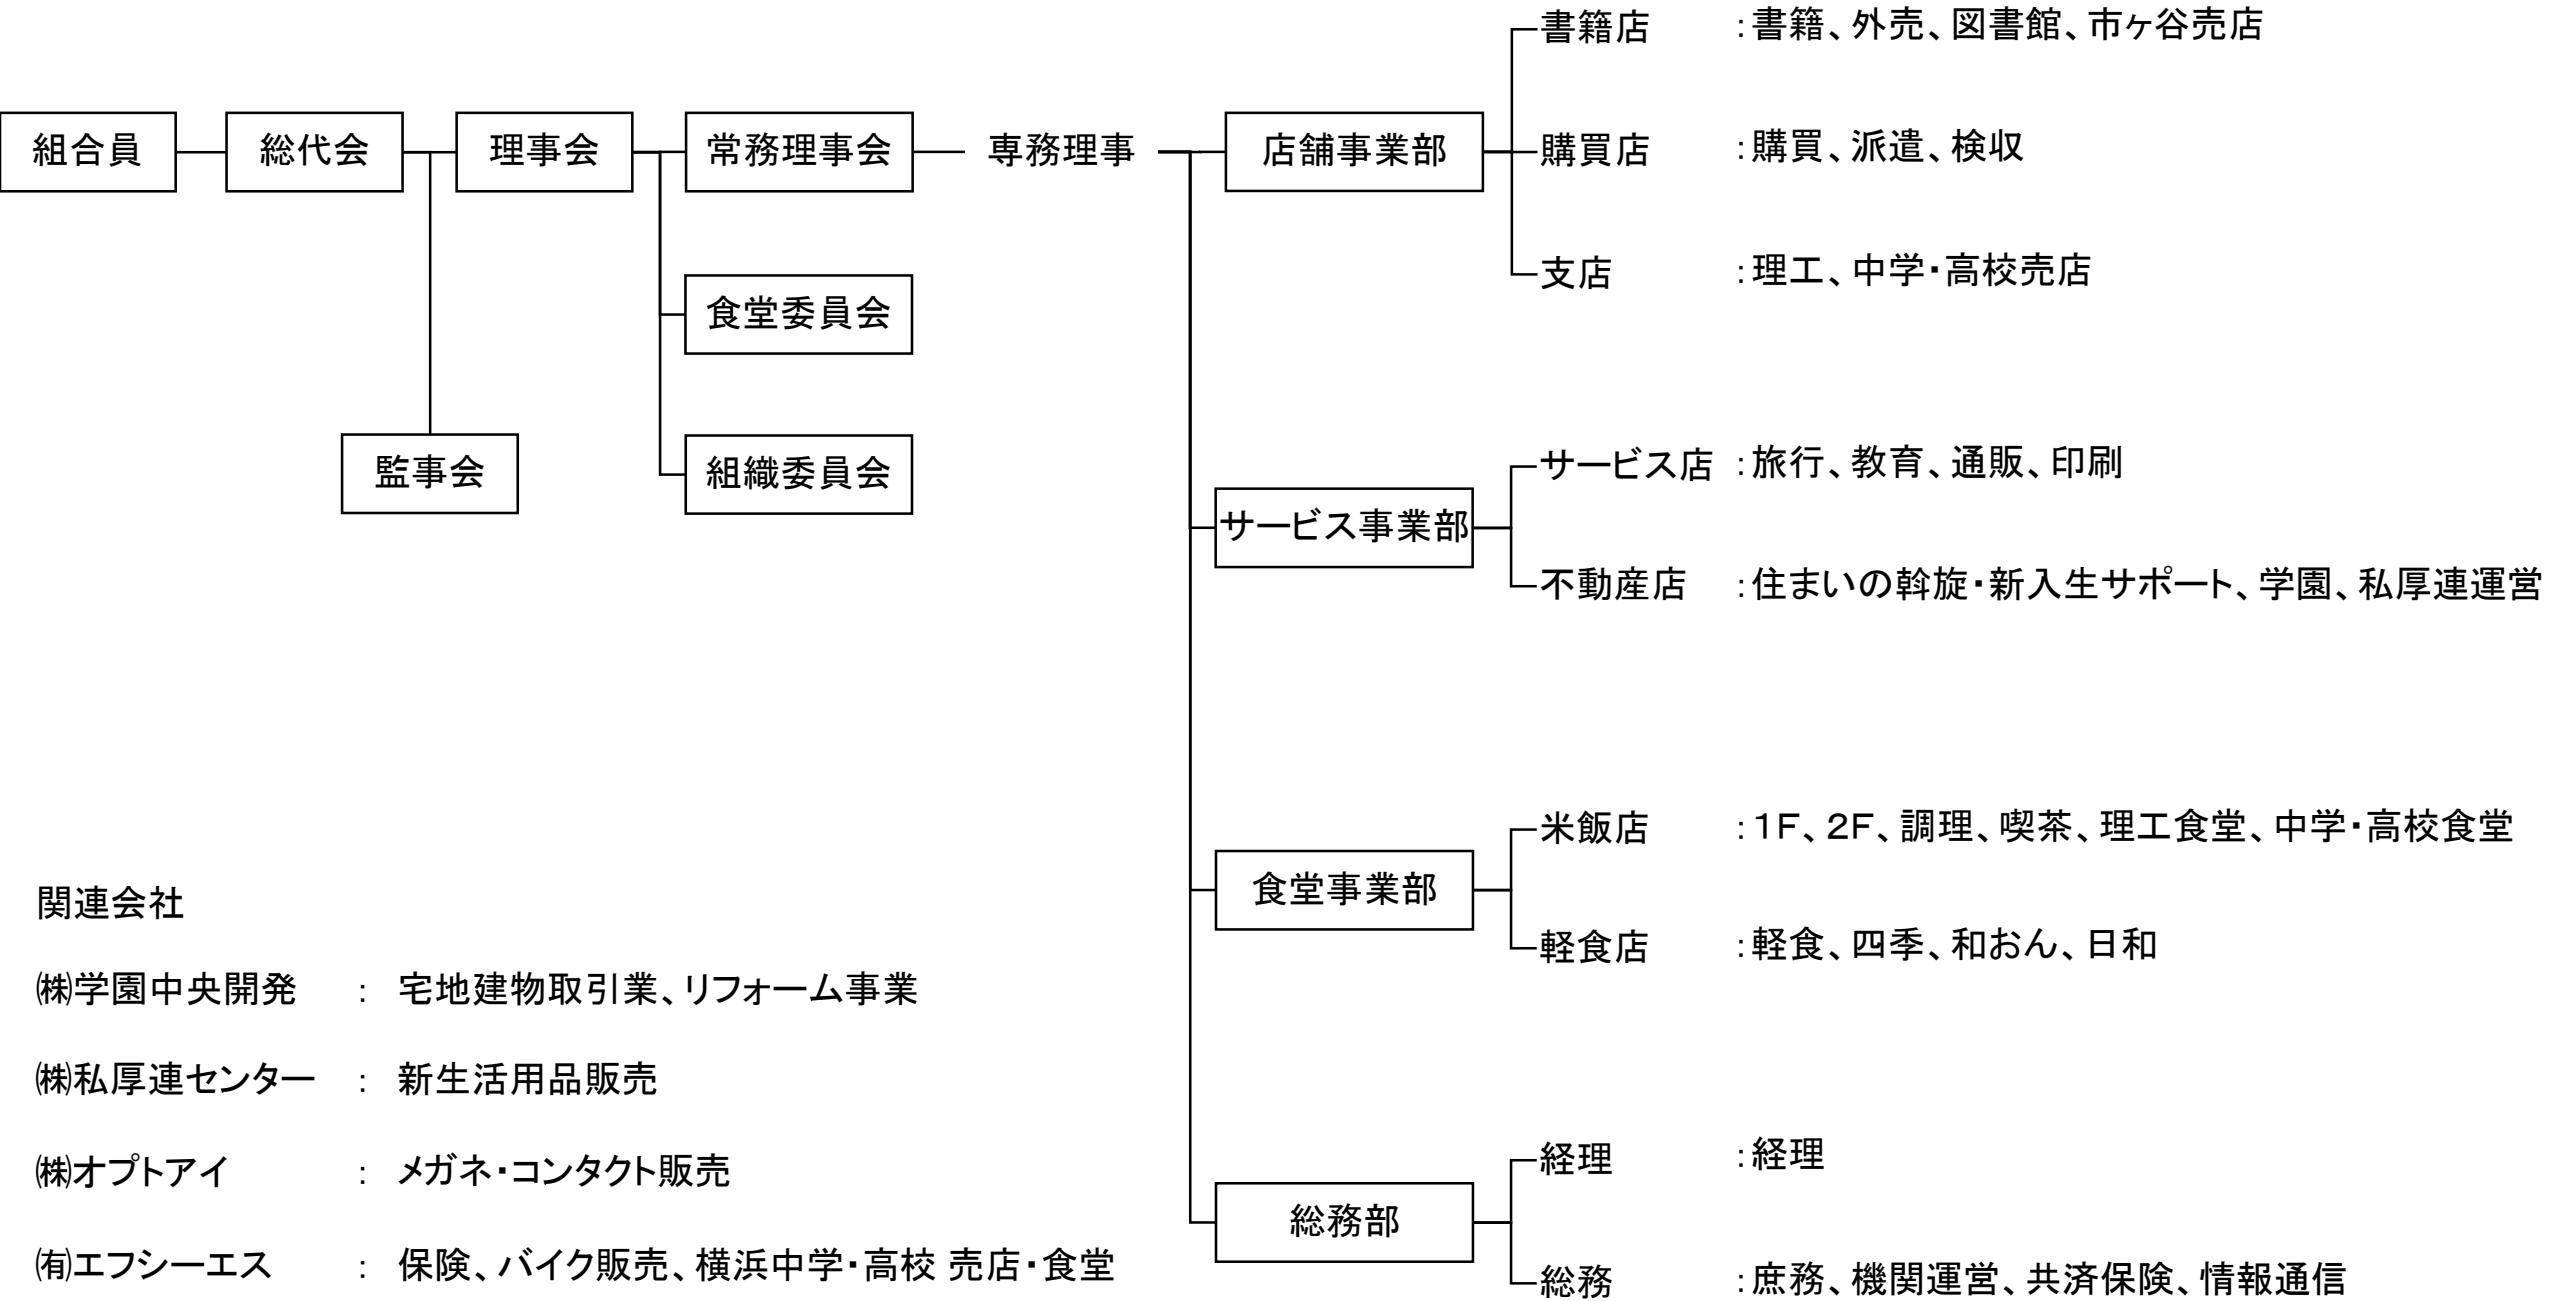 書籍店 :書籍、外売、図書館、市ヶ谷売店
組合員 総代会 理事会 常務理事会 専務理事 店舗事業部 購買店 :購買、派遣、検収
支店 :理工、中学・高校売店
食堂委員会
監事会 組織委員会 サービス店 :旅行、教育、通販、印刷
サービス事業部
不動産店 :住まいの斡旋・新入生サポート、学園、私厚連運営
米飯店 :1F、2F、調理、喫茶、理工食堂、中学・高校食堂
食堂事業部
軽食店 :軽食、四季、和おん、日和
経理 :経理
総務部
総務 :庶務、機関運営、共済保険、情報通信
関連会社
㈱学園中央開発 : 宅地建物取引業、リフォーム事業
㈱私厚連センター : 新生活用品販売
㈱オプトアイ : メガネ・コンタクト販売
㈲エフシーエス : 保険、バイク販売、横浜中学・高校 売店・食堂